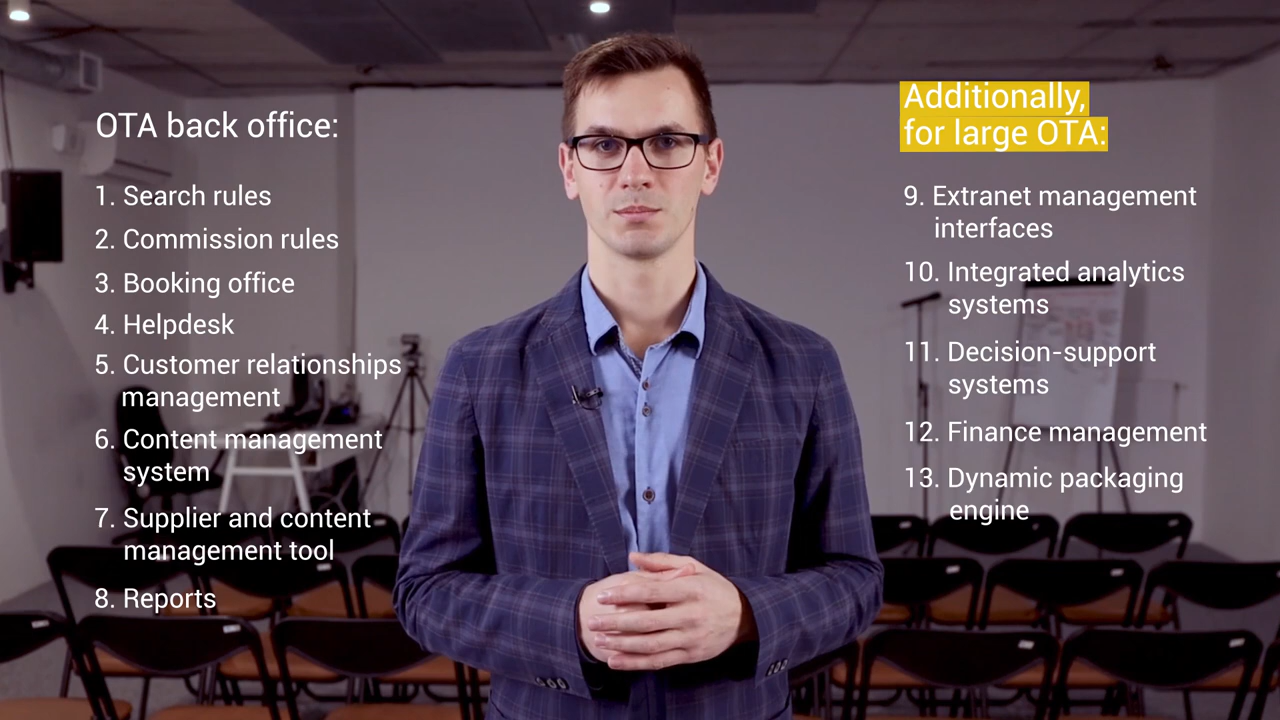 OTA back office:
1. Search rules
2. Commission rules
3. Booking office
4. Helpdesk
5. Customer relationships
management
6. Content management
system
7. Supplier and content
management tool
8. Reports
Additionally,
for large OTA:
9. Extranet management
interfaces
10. Integrated analytics
systems
11. Decision-support
systems
12. Finance management
13. Dynamic packaging
engine